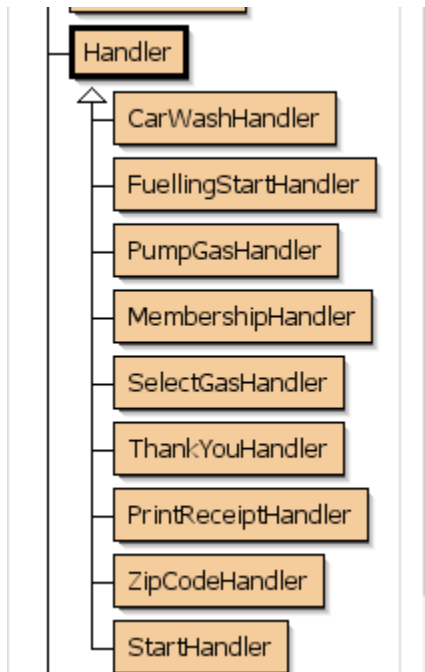 Handler
CarWashHandler
FuellingStartHandler
PumpGasHandler
MembershipHandler
SelectGasHandler
ThankYouHandler
PrintReceiptHandler
ZipCodeHandler
StartHandler